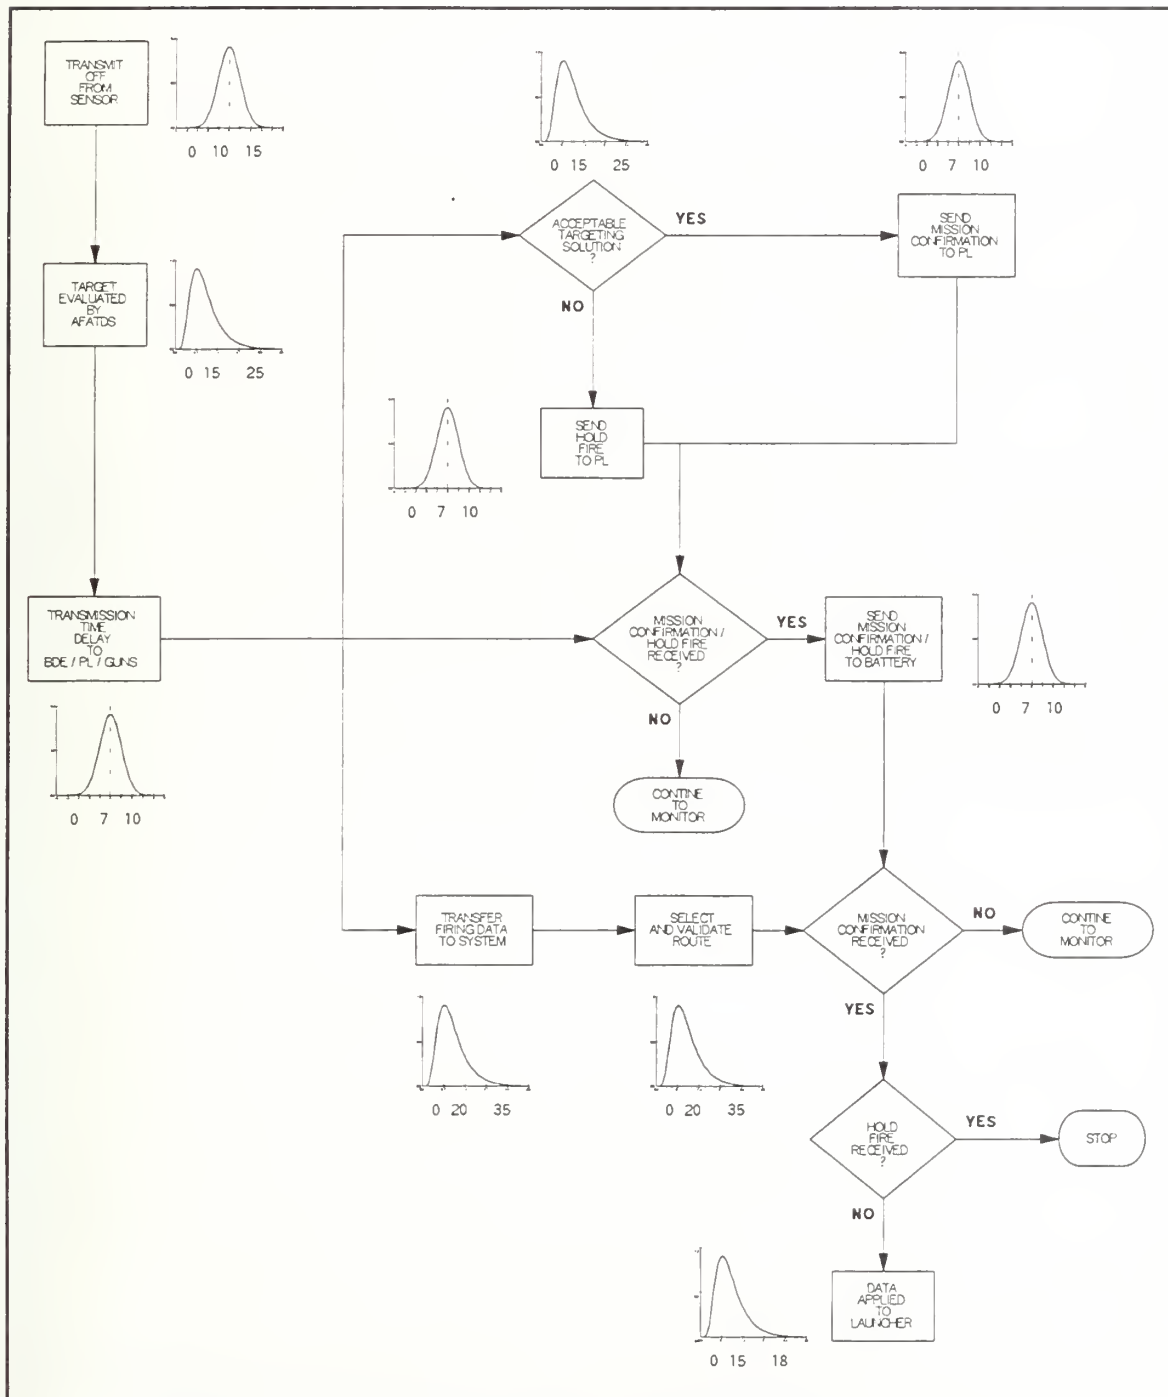 TRANSMIT
OFF
FROM
SENSOR
0 10 15
0 15 25
0 7 10
ACCEPTABLE
TARGETING
SOLUTION
?
YES
SEND
MISSION
CONFIRMATION
TO PL
NO
TARGET
EVALUATED
BY
AFATDS
0 15 25
SEND
HOLD
FIRE
TO PL
0 7 10
TRANSMISSION
TIME
DELAY
TO
BDE / PL / GUNS
0 7 10
MISSION
CONFIRMATION /
HOLD FIRE
RECEIVED
?
YES
SEND
MISSION
CONFIRMATION /
HOLD FIRE
TO BATTERY
0 7 10
NO
CONTINE
TO
MONITOR
TRANSFER
FIRING DATA
TO SYSTEM
0 20 35
SELECT
AND VALIDATE
ROUTE
0 20 35
MISSION
CONFIRMATION
RECEIVED
?
NO
CONTINE
TO
MONITOR
YES
HOLD
FIRE
RECEIVED
?
YES
STOP
NO
DATA
APPLIED
TO
LAUNCHER
0 15 18